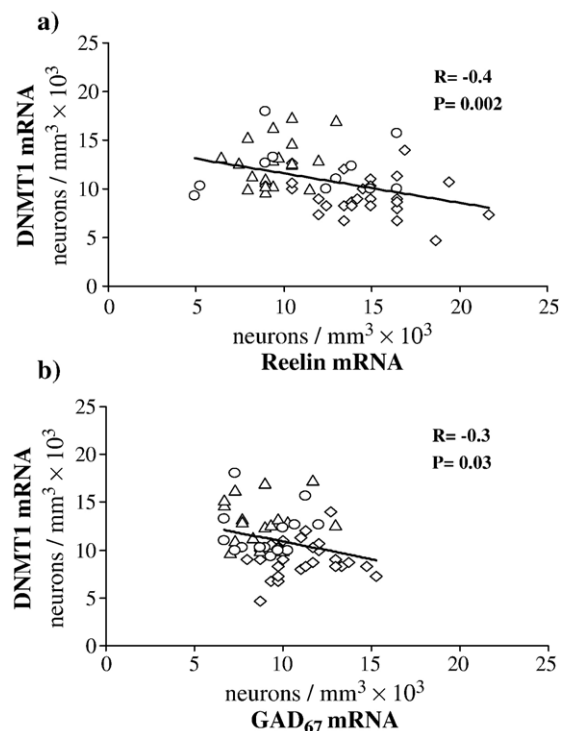 a)
R= -0.4
P= 0.002
DNMT1 mRNA
neurons / mm³ × 10³
25
20
15
10
5
0
0 5 10 15 20 25
neurons / mm³ × 10³
Reelin mRNA
b)
R= -0.3
P= 0.03
DNMT1 mRNA
neurons / mm³ × 10³
25
20
15
10
5
0
0 5 10 15 20 25
neurons / mm³ × 10³
GAD₆₇ mRNA